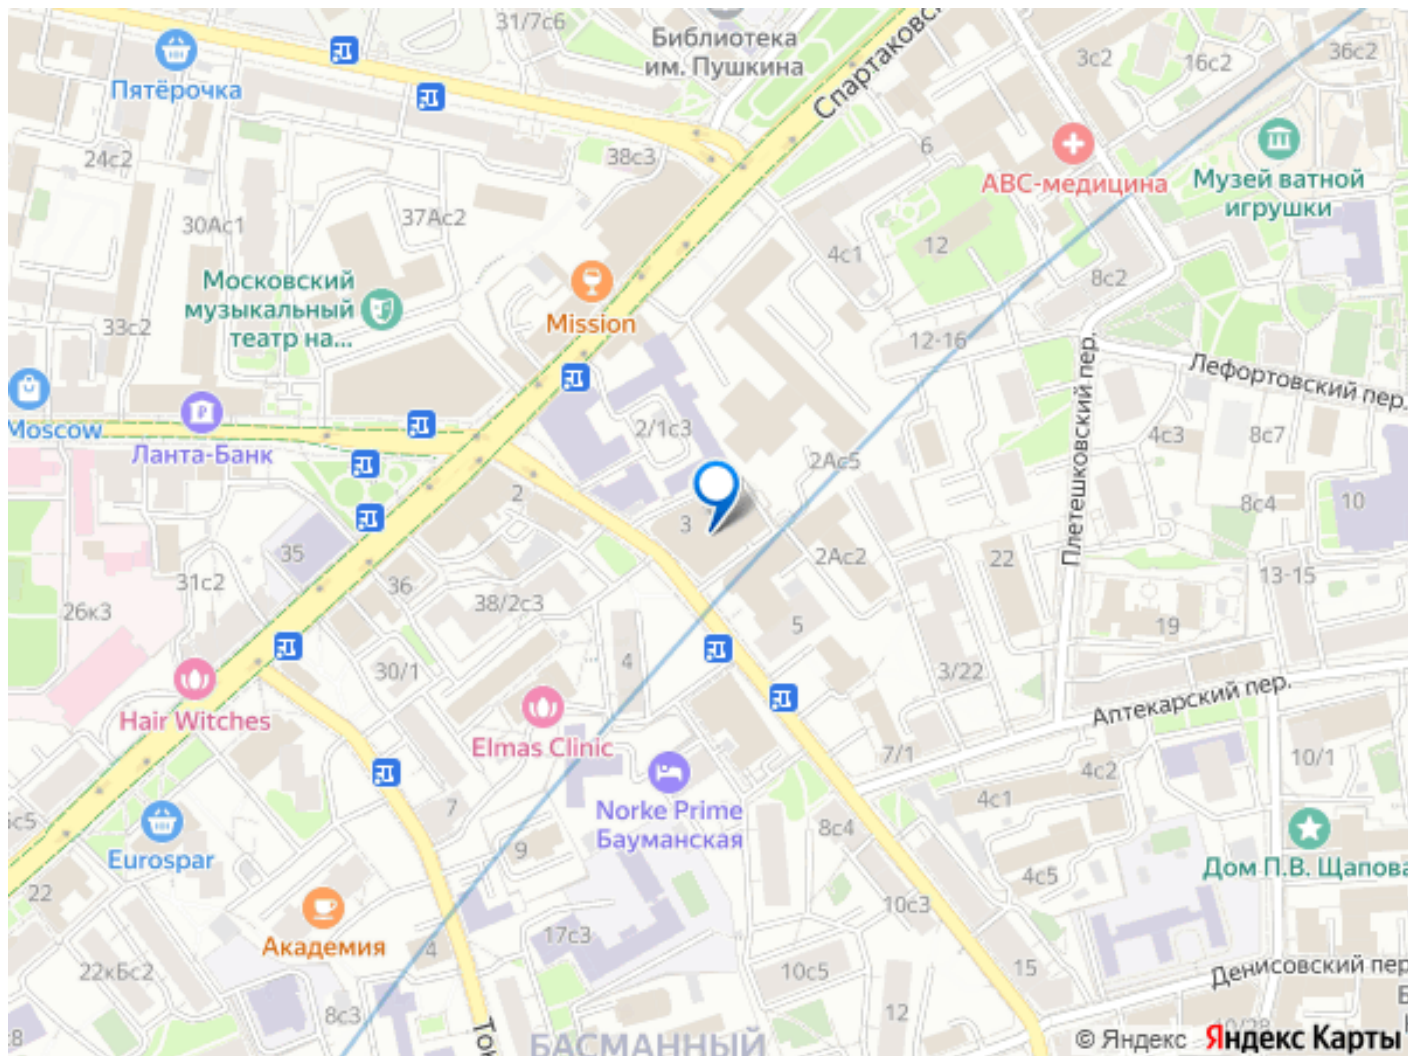 31/7с6
Библиотека
им. Пушкина
Спартаковс
3с2
16с2
36с2
Пятёрочка
24с2
38с3
6
АВС-медицина
Музей ватной
игрушки
30Ас1
37Ас2
4с1
12
8с2
Московский
музыкальный
театр на...
33с2
Mission
12-16
Плетешковский пер.
Лефортовский пер.
Moscow
Ланта-Банк
2/1с3
2Ас5
4с3
8с7
8с4
10
2
3
35
36
31с2
26к3
38/2с3
2Ас2
22
13-15
19
5
4
30/1
3/22
Аптекарский пер.
Hair Witches
Elmas Clinic
7/1
4с2
10/1
Norke Prime
Бауманская
7
4с1
8с4
9
Eurospar
22
Дом П.В. Щапова
4с5
10с3
Академия
4
17с3
22кБс2
10с5
15
Денисовский пер
8с3
12
Ток
БАСМАННЫЙ
10/28
© Яндекс Яндекс Карты